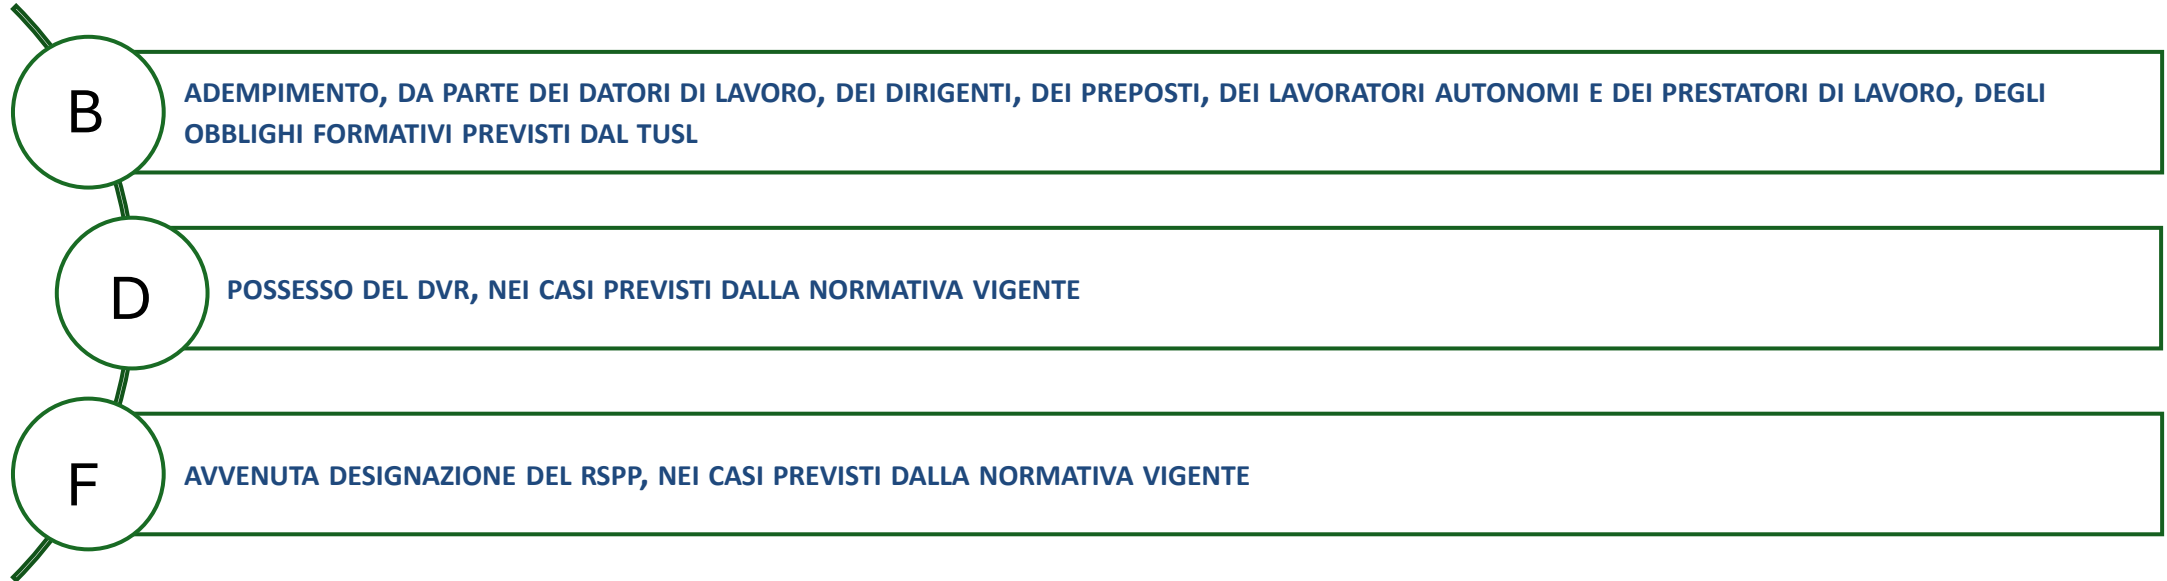 B
ADEMPIMENTO, DA PARTE DEI DATORI DI LAVORO, DEI DIRIGENTI, DEI PREPOSTI, DEI LAVORATORI AUTONOMI E DEI PRESTATORI DI LAVORO, DEGLI
OBBLIGHI FORMATIVI PREVISTI DAL TUSL
D
POSSESSO DEL DVR, NEI CASI PREVISTI DALLA NORMATIVA VIGENTE
F
AVVENUTA DESIGNAZIONE DEL RSPP, NEI CASI PREVISTI DALLA NORMATIVA VIGENTE